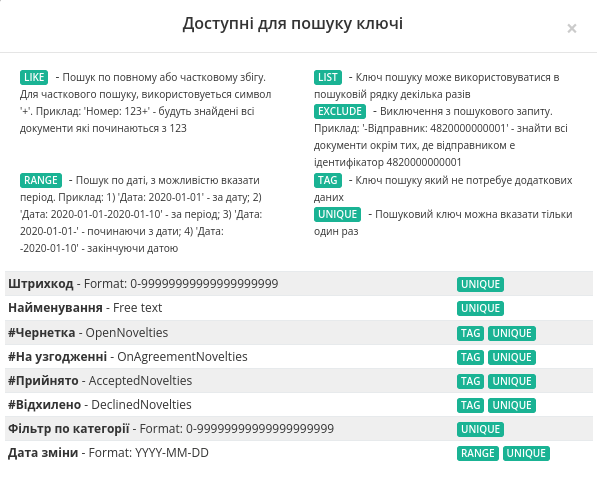 Доступні для пошуку ключі
×
LIKE - Пошук по повному або частковому збігу.
Для часткового пошуку, використовуеться символ
'+'. Приклад: 'Номер: 123+' - будуть знайдені всі
документи які починаються з 123
LIST - Ключ пошуку може використовуватися в
пошуковій рядку декілька разів
EXCLUDE - Виключення з пошукового запиту.
Приклад: '-Відправник: 4820000000001' - знайти всі
документи окрім тих, де відправником е
ідентифікатор 4820000000001
RANGE - Пошук по даті, з можливістю вказати
період. Приклад: 1) 'Дата: 2020-01-01' - за дату; 2)
'Дата: 2020-01-01-2020-01-10' - за період; 3) 'Дата:
2020-01-01-' - починаючи з дати; 4) 'Дата:
-2020-01-10' - закінчуючи датою
TAG - Ключ пошуку який не потребує додаткових
даних
UNIQUE - Пошуковий ключ можна вказати тільки
один раз
Штрихкод - Format: 0-99999999999999999999 UNIQUE
Найменування - Free text UNIQUE
#Чернетка - OpenNovelties TAG UNIQUE
#На узгодженні - OnAgreementNovelties TAG UNIQUE
#Прийнято - AcceptedNovelties TAG UNIQUE
#Відхилено - DeclinedNovelties TAG UNIQUE
Фільтр по категорії - Format: 0-99999999999999999999 UNIQUE
Дата зміни - Format: YYYY-MM-DD RANGE UNIQUE